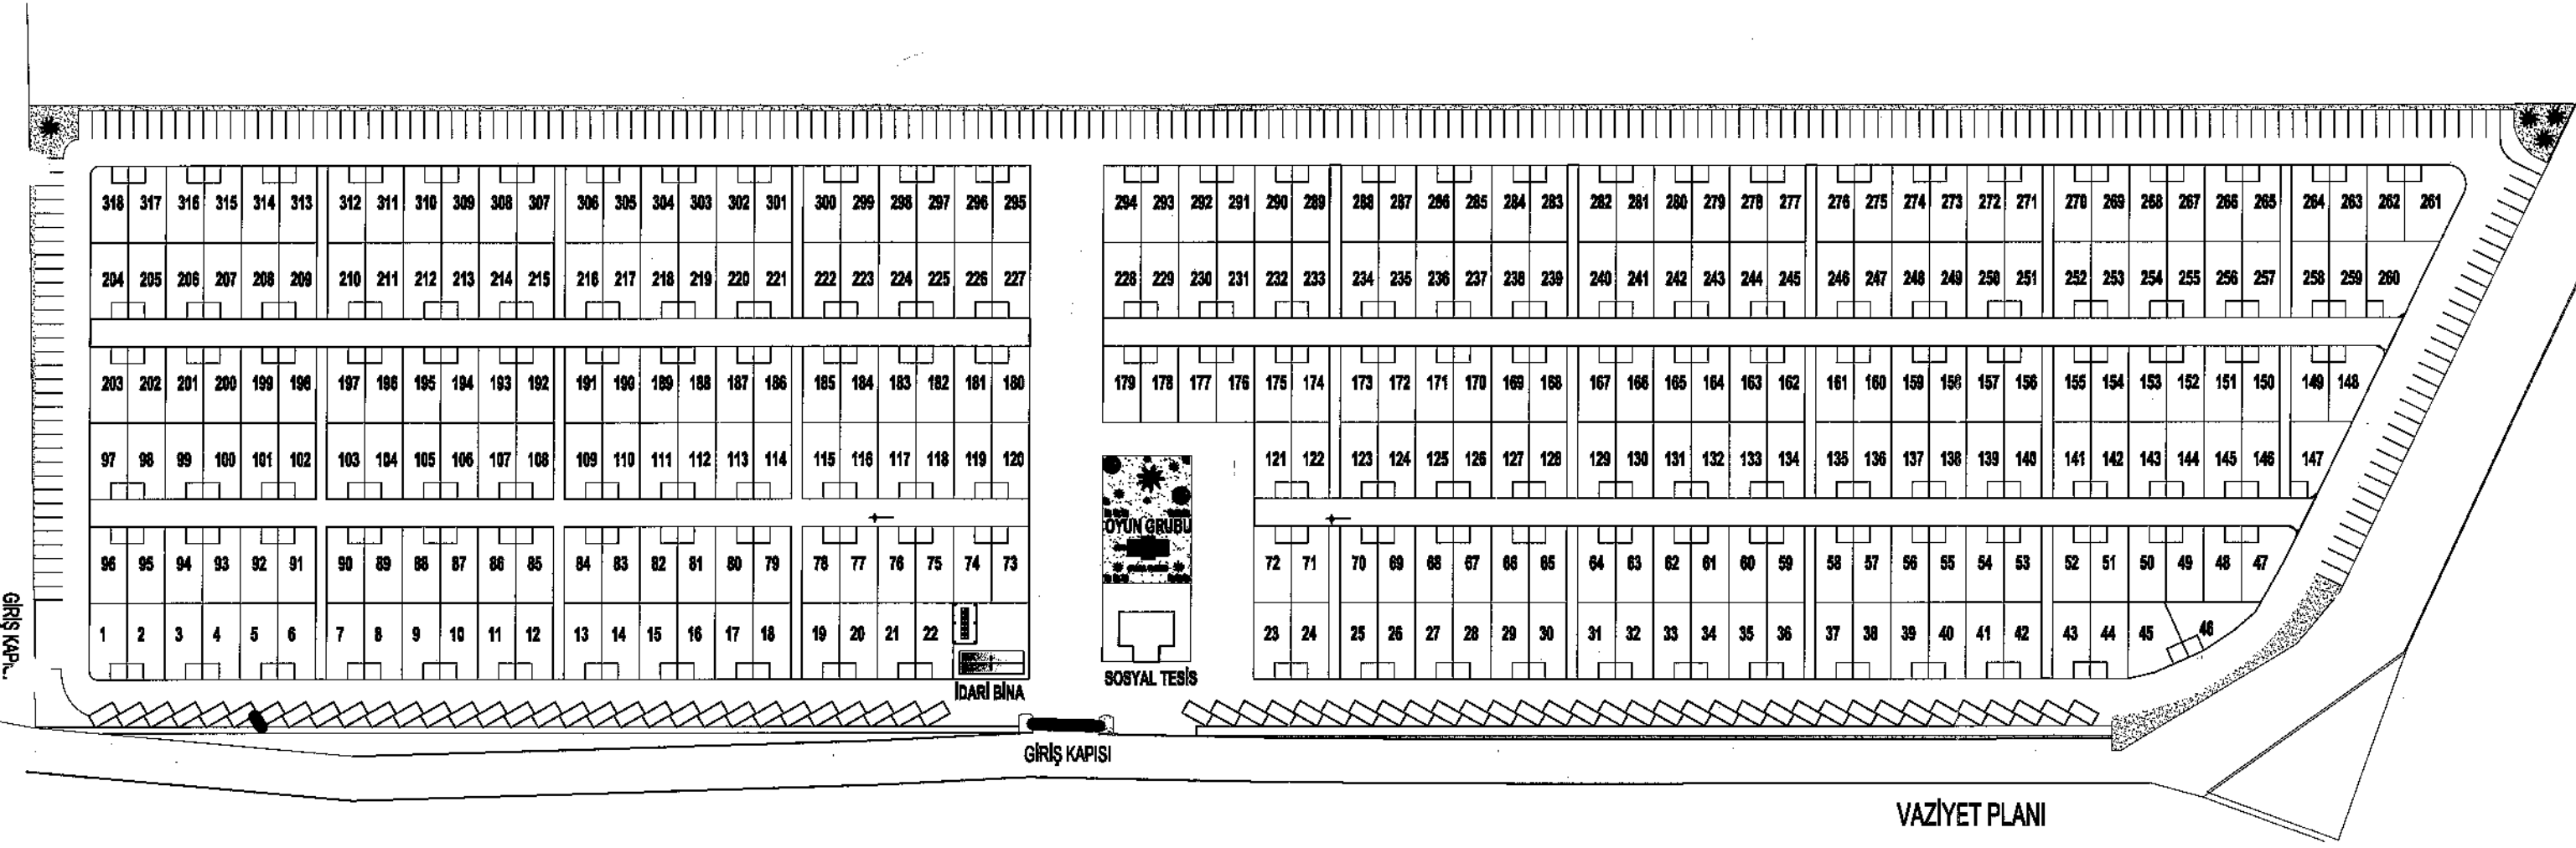 318 317 316 315 314 313 312 311 310 309 308 307 306 305 304 303 302 301 300 299 298 297 296 295 294 293 292 291 290 289 288 287 286 285 284 283 282 281 280 279 278 277 276 275 274 273 272 271 270 269 268 267 266 265 264 263 262 261
204 205 206 207 208 209 210 211 212 213 214 215 216 217 218 219 220 221 222 223 224 225 226 227 228 229 230 231 232 233 234 235 236 237 238 239 240 241 242 243 244 245 246 247 248 249 250 251 252 253 254 255 256 257 258 259 260
203 202 201 200 199 198 197 196 195 194 193 192 191 190 189 188 187 186 185 184 183 182 181 180 179 178 177 176 175 174 173 172 171 170 169 168 167 166 165 164 163 162 161 160 159 158 157 156 155 154 153 152 151 150 149 148
97 98 99 100 101 102 103 104 105 106 107 108 109 110 111 112 113 114 115 116 117 118 119 120 121 122 123 124 125 126 127 128 129 130 131 132 133 134 135 136 137 138 139 140 141 142 143 144 145 146 147
OYUN GRUBU
96 95 94 93 92 91 90 89 88 87 86 85 84 83 82 81 80 79 78 77 76 75 74 73 72 71 70 69 68 67 66 65 64 63 62 61 60 59 58 57 56 55 54 53 52 51 50 49 48 47
1 2 3 4 5 6 7 8 9 10 11 12 13 14 15 16 17 18 19 20 21 22 23 24 25 26 27 28 29 30 31 32 33 34 35 36 37 38 39 40 41 42 43 44 45 46
GİRİŞ
SOSYAL TESİS
İDARİ BİNA
GİRİŞ KAPISI
VAZİYET PLANI